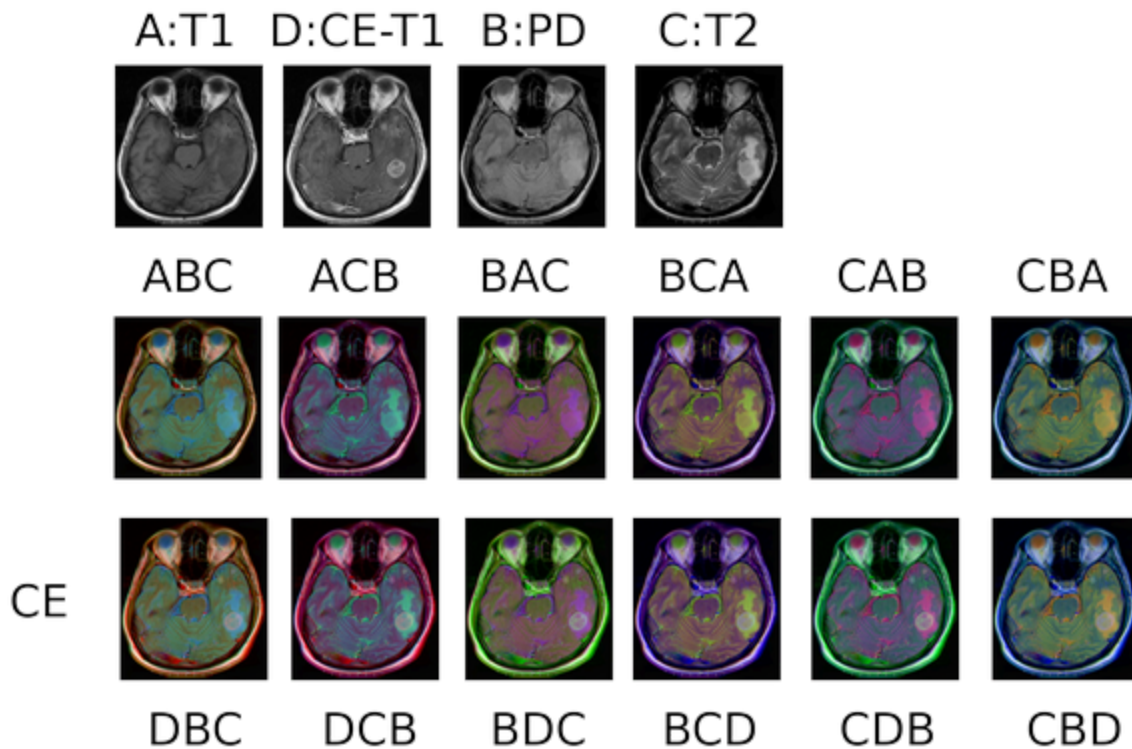 A:T1 D:CE-T1 B:PD C:T2
ABC ACB BAC BCA CAB CBA
CE
DBC DCB BDC BCD CDB CBD